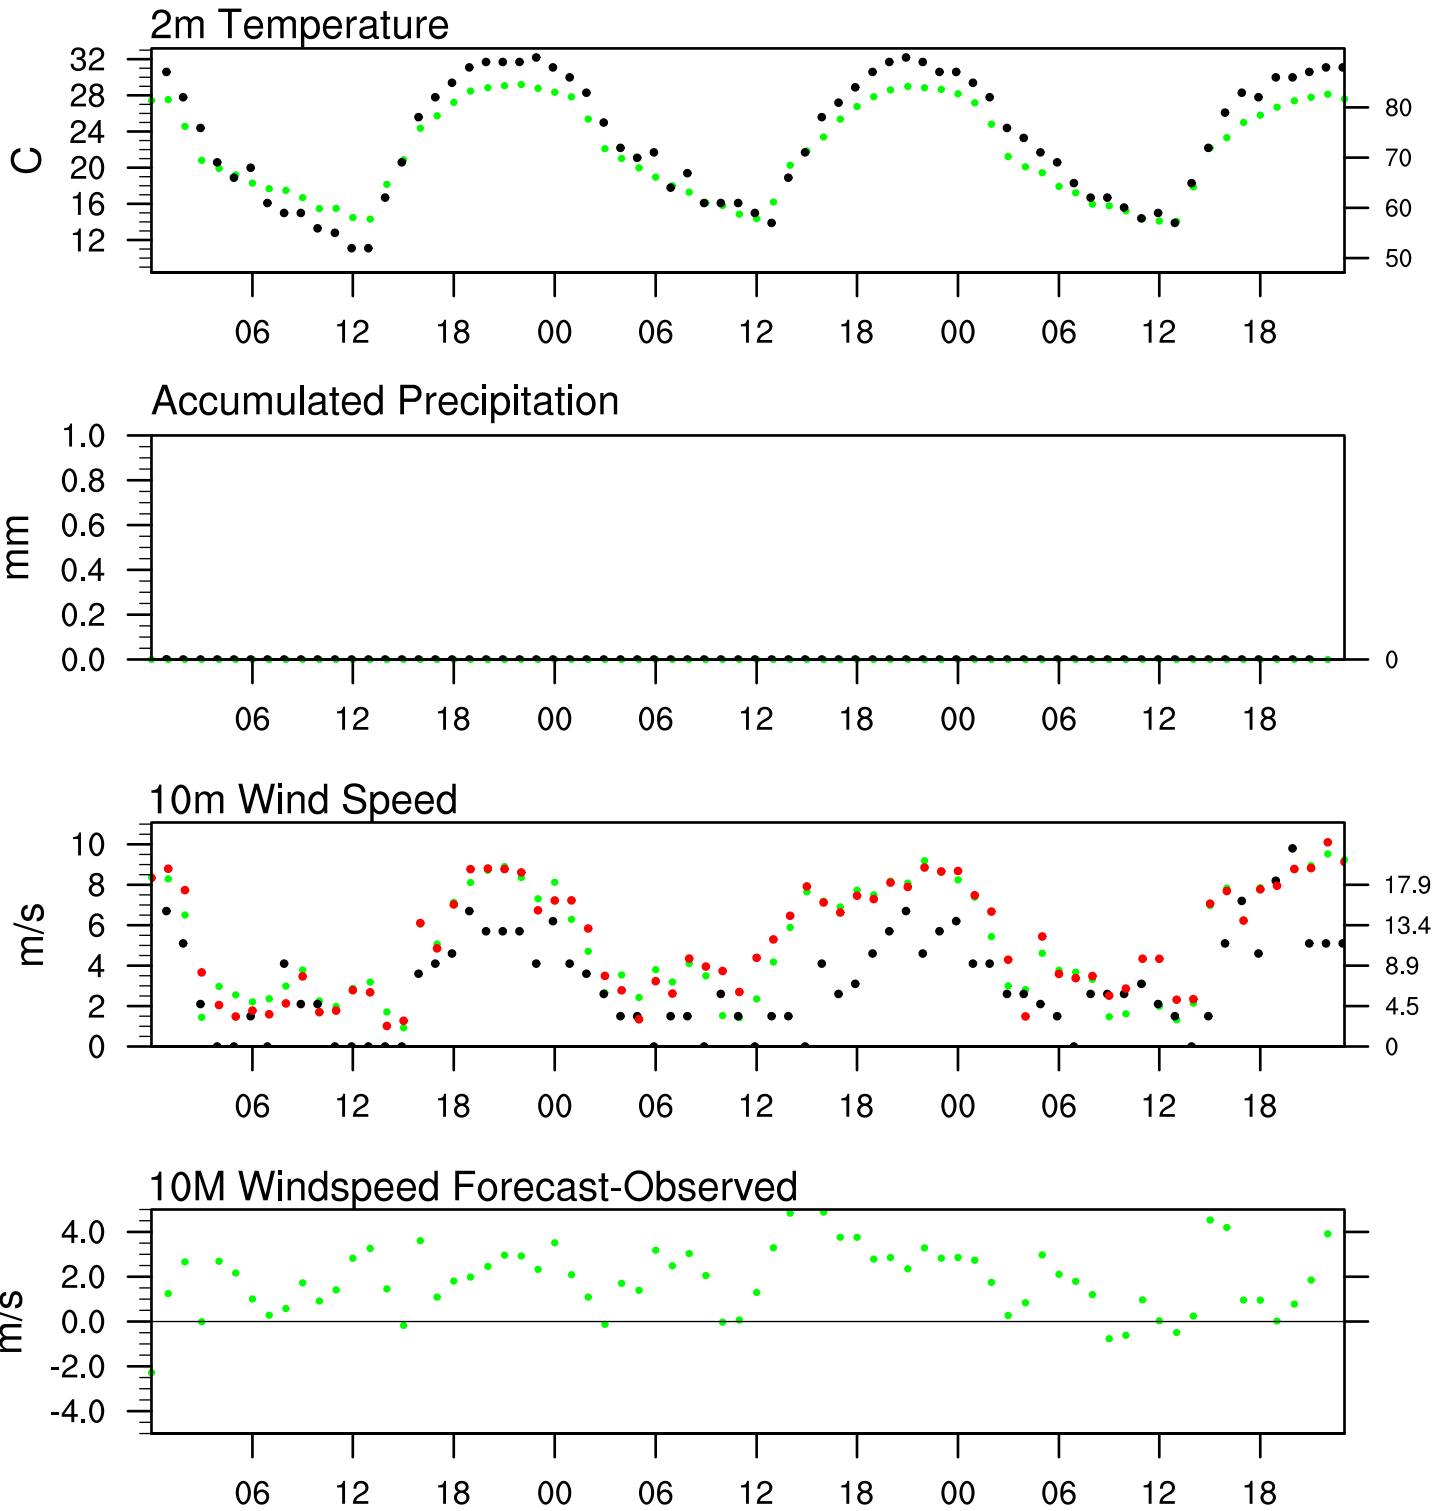 2m Temperature
32
28
24
20
16
12
C
80
70
60
50
06 12 18 00 06 12 18 00 06 12 18
Accumulated Precipitation
1.0
0.8
0.6
0.4
0.2
0.0
mm
0
06 12 18 00 06 12 18 00 06 12 18
10m Wind Speed
10
8
6
4
2
0
m/s
17.9
13.4
8.9
4.5
0
06 12 18 00 06 12 18 00 06 12 18
10M Windspeed Forecast-Observed
4.0
2.0
0.0
-2.0
-4.0
m/s
06 12 18 00 06 12 18 00 06 12 18